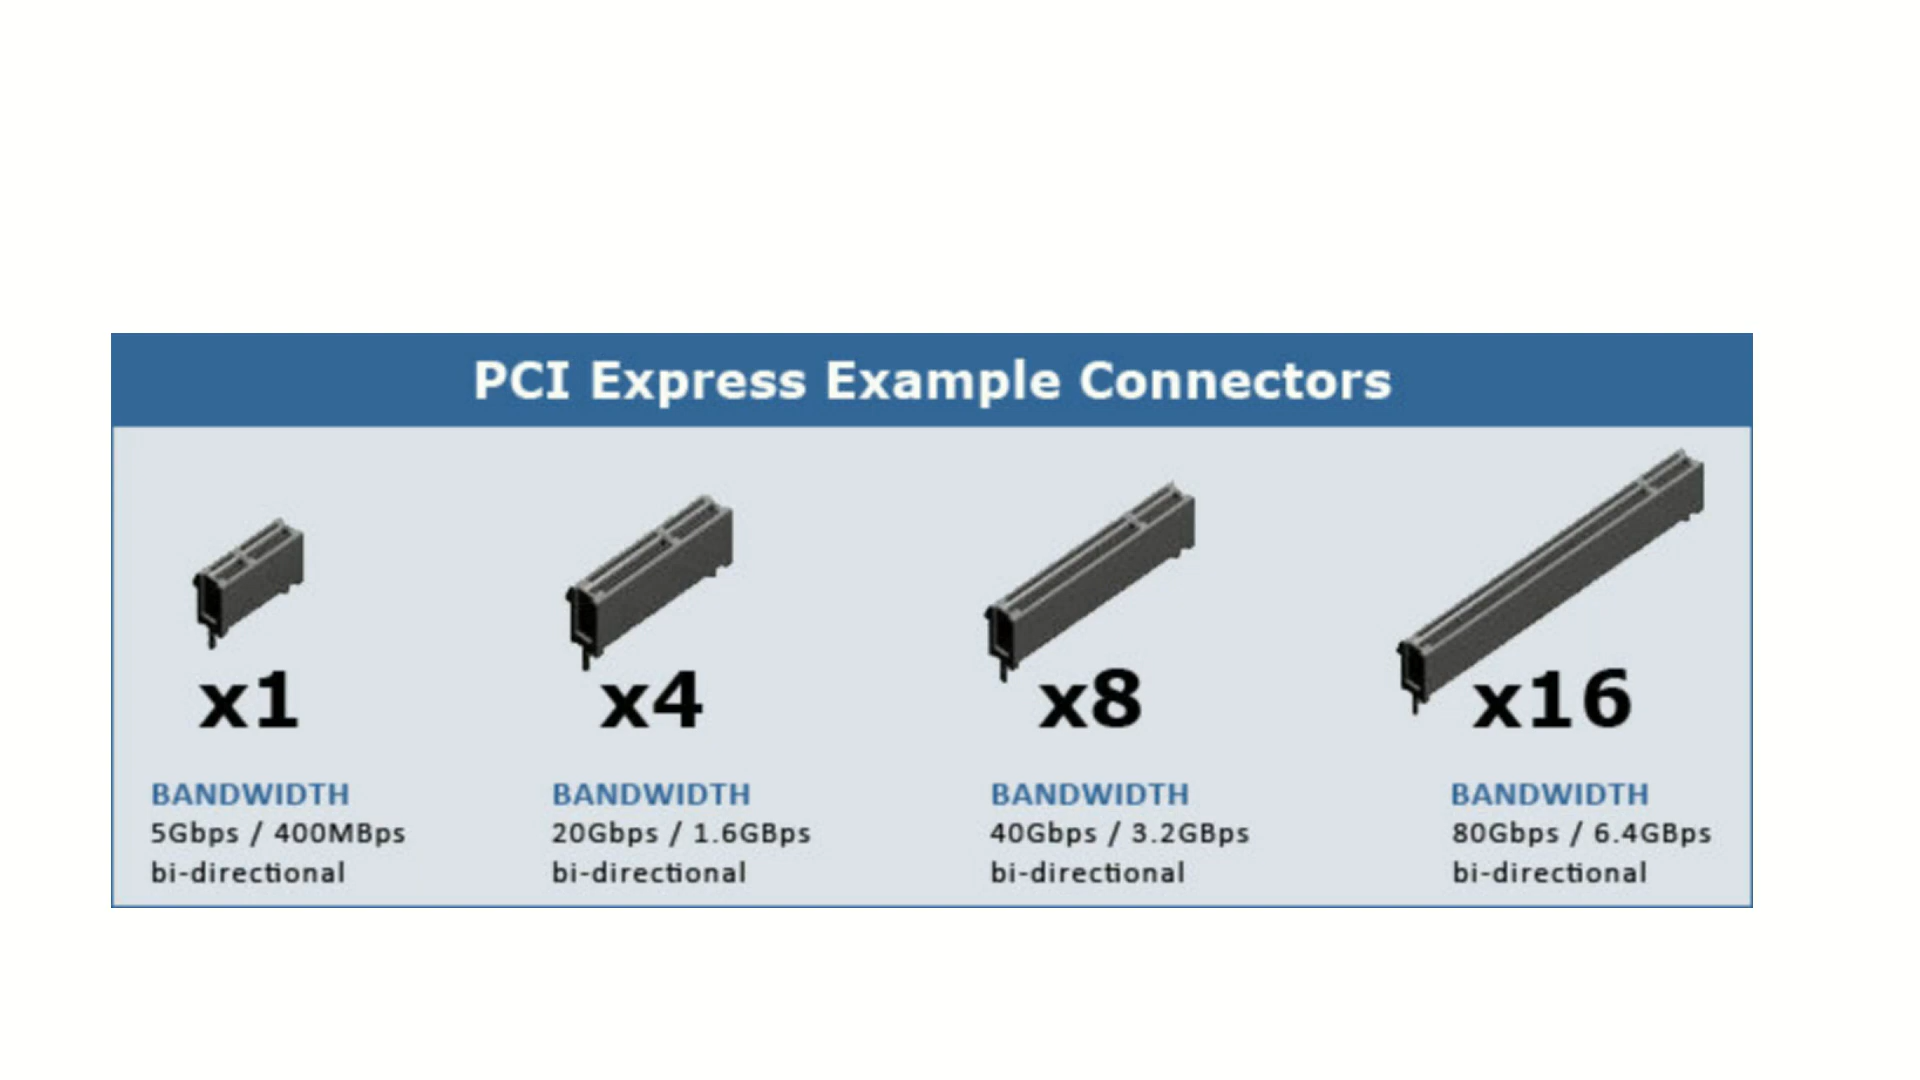 PCI Express Example Connectors
x1
x4
x8
x16
BANDWIDTH
5Gbps / 400MBps
bi-directional
BANDWIDTH
20Gbps / 1.6GBps
bi-directional
BANDWIDTH
40Gbps / 3.2GBps
bi-directional
BANDWIDTH
80Gbps / 6.4GBps
bi-directional